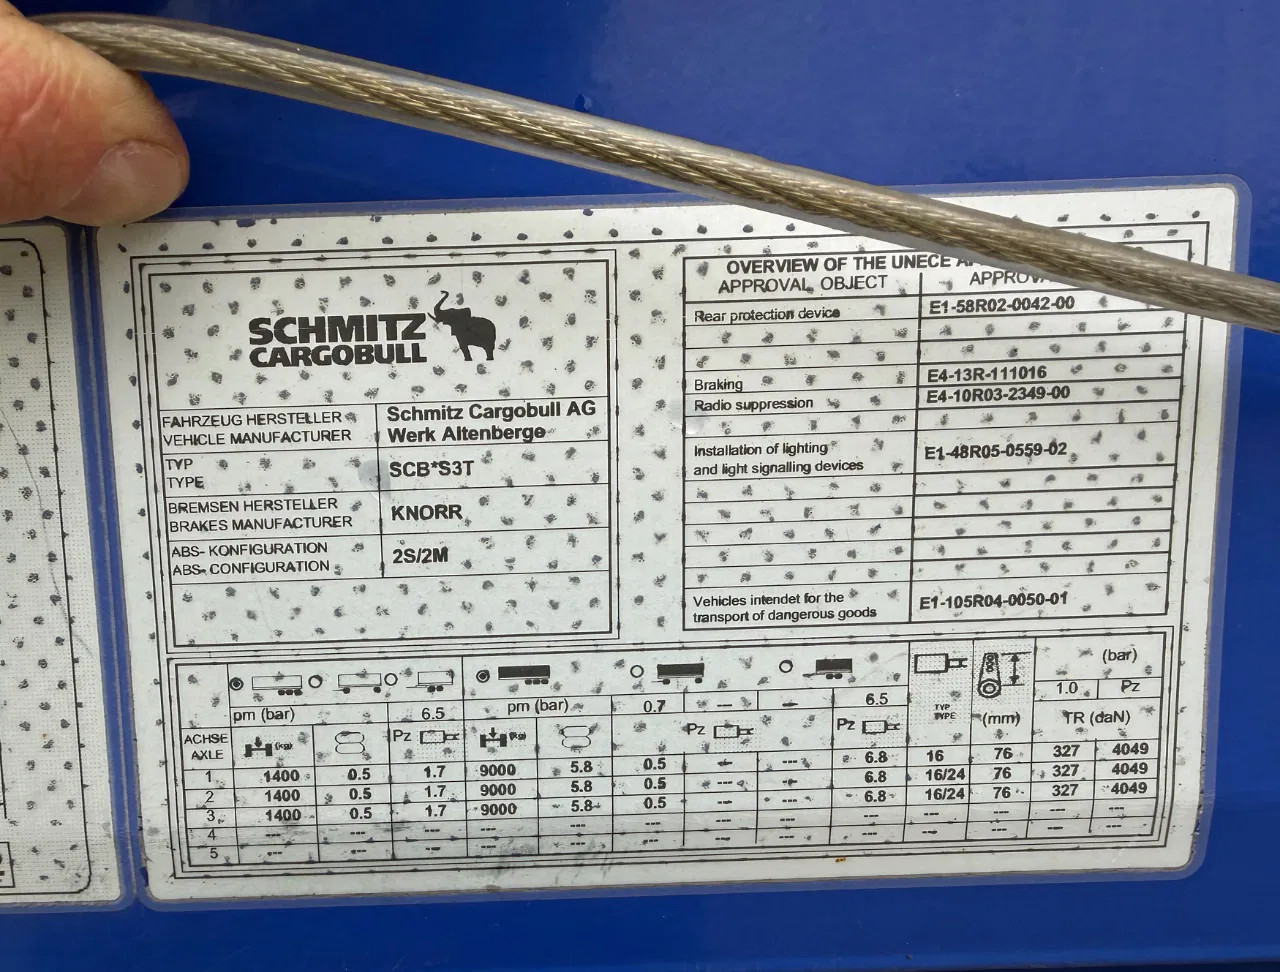 SCHMITZ
CARGOBULL
FAHRZEUG HERSTELLER
VEHICLE MANUFACTURER
Schmitz Cargobull AG
Werk Altenberge
TYP
TYPE
SCB*S3T
BREMSEN HERSTELLER
BRAKES MANUFACTURER
KNORR
ABS- KONFIGURATION
ABS- CONFIGURATION
2S/2M
OVERVIEW OF THE UNECE
APPROVAL OBJECT
Rear protection device E1-58R02-0042-00
Braking E4-13R-111016
Radio suppression E4-10R03-2349-00
Installation of lighting
and light signalling devices
E1-48R05-0559-02
Vehicles intendet for the
transport of dangerous goods
E1-105R04-0050-01
(bar)
pm (bar) 6.5 pm (bar) 0.7 --- --- 6.5 1.0 Pz
TYP
TYPE
(mm) TR (daN)
ACHSE
AXLE
(kg) Pz (kg) Pz Pz
1 1400 0.5 1.7 9000 5.8 0.5 --- --- 6.8 16 76 327 4049
2 1400 0.5 1.7 9000 5.8 0.5 --- --- 6.8 16/24 76 327 4049
3 1400 0.5 1.7 9000 5.8 0.5 --- --- 6.8 16/24 76 327 4049
4 --- --- --- --- --- --- --- --- --- --- --- --- ---
5 --- --- --- --- --- --- --- --- --- --- --- --- ---